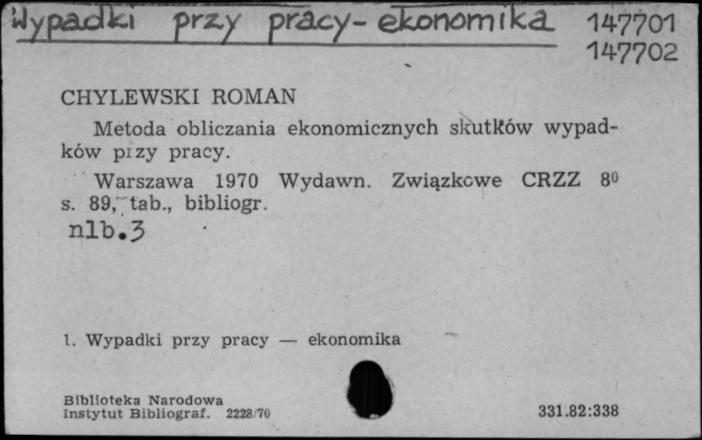 Wypadki przy pracy - ekonomika 147701
147702
CHYLEWSKI ROMAN
Metoda obliczania ekonomicznych skutków wypad-
ków przy pracy.
Warszawa 1970 Wydawn. Związkowe CRZZ 8⁰
s. 89, tab., bibliogr.
nlb.3
1. Wypadki przy pracy — ekonomika
Biblioteka Narodowa
Instytut Bibliograf. 2228/70 331.82:338